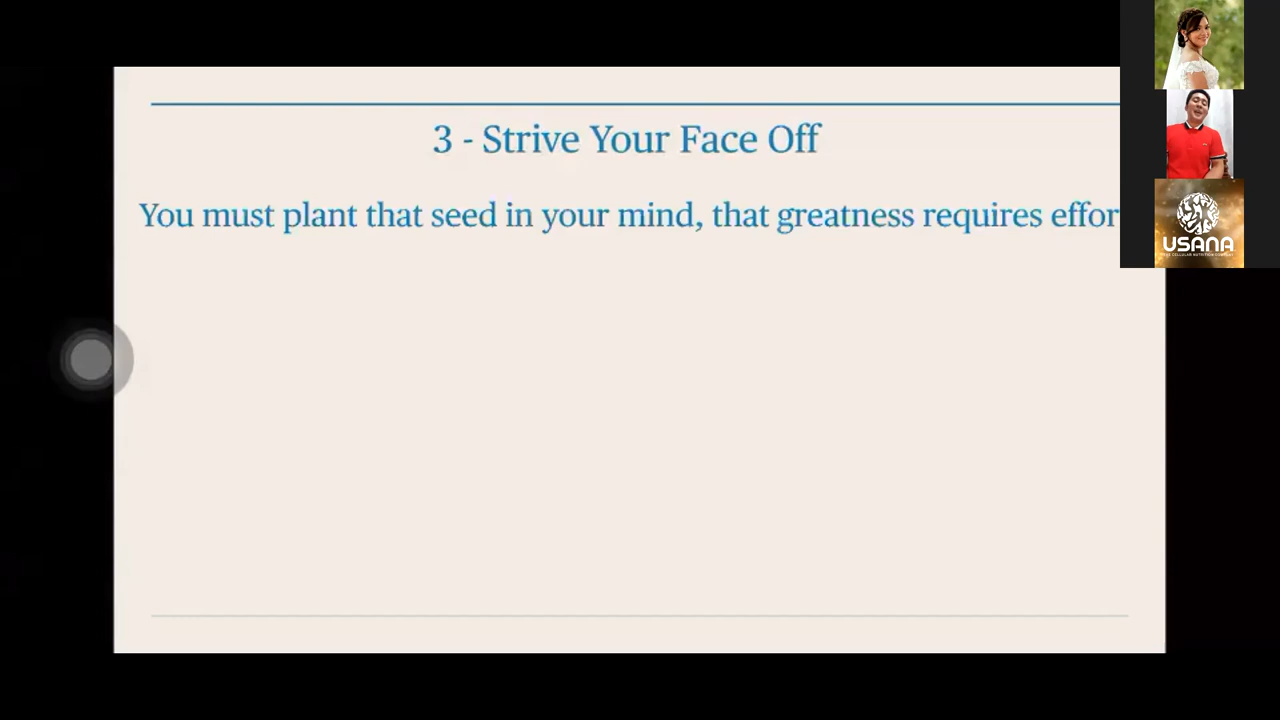 3 - Strive Your Face Off
You must plant that seed in your mind, that greatness requires effor
USANA